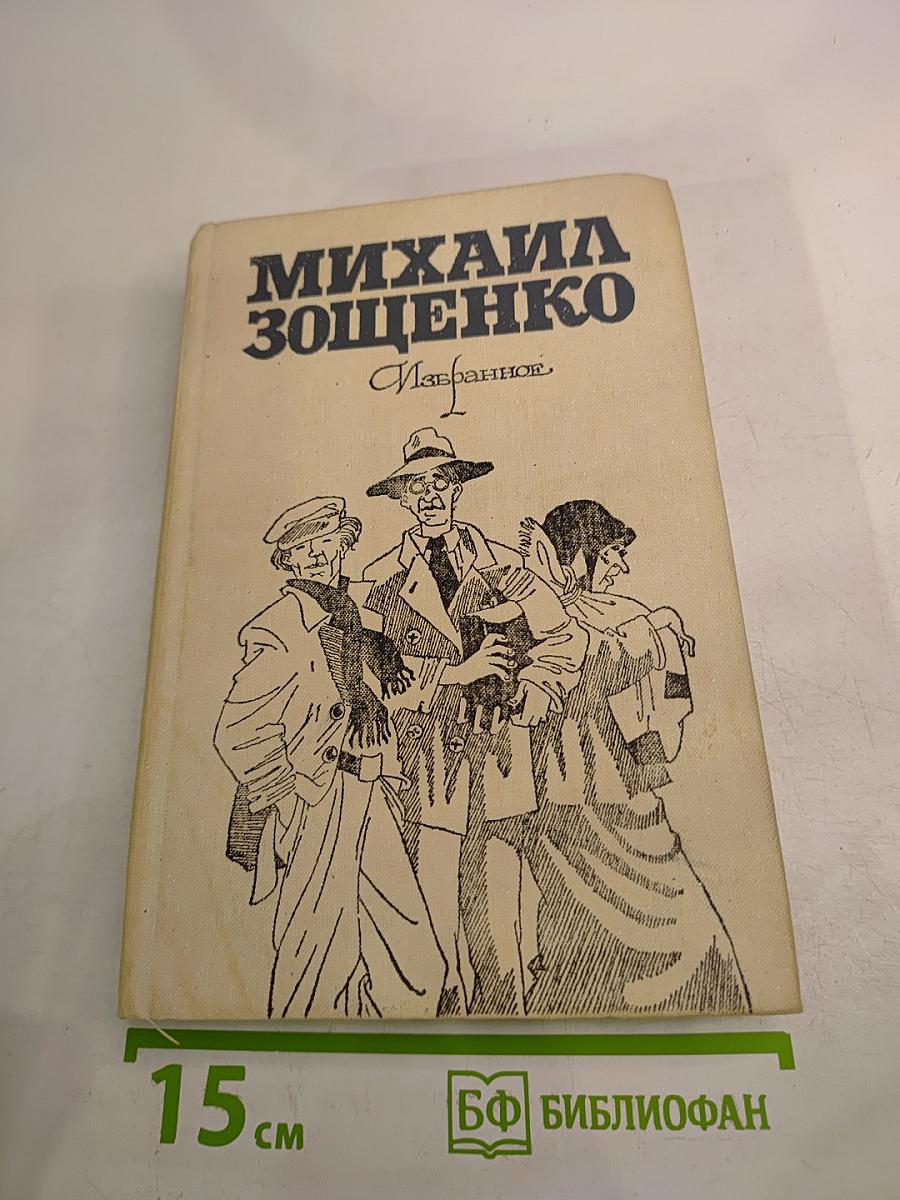 МИХАИЛ
ЗОЩЕНКО
Избранное
15 см
БФ БИБЛИОФАН